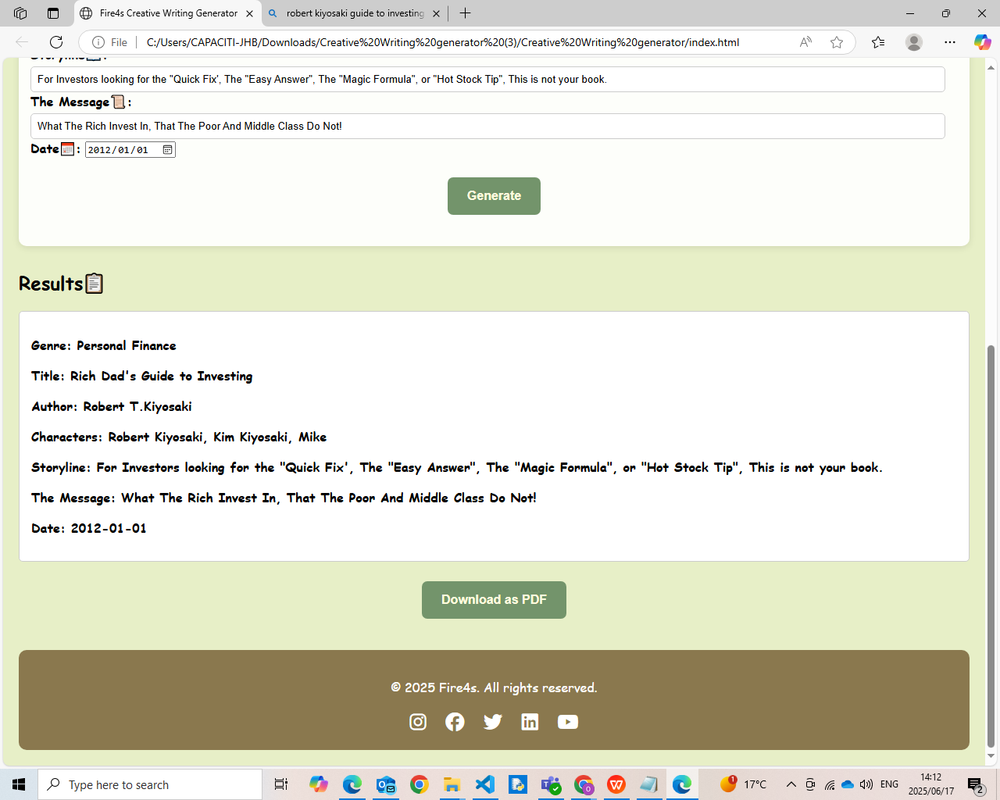 Fire4s Creative Writing Generator
robert kiyosaki guide to investing
File
C:/Users/CAPACITI-JHB/Downloads/Creative%20Writing%20generator%20(3)/Creative%20Writing%20generator/index.html
Storyline :
For Investors looking for the "Quick Fix', The "Easy Answer", The "Magic Formula", or "Hot Stock Tip", This is not your book.
The Message📜:
What The Rich Invest In, That The Poor And Middle Class Do Not!
Date📅: 2012/01/01
Generate
Results📋
Genre: Personal Finance
Title: Rich Dad's Guide to Investing
Author: Robert T.Kiyosaki
Characters: Robert Kiyosaki, Kim Kiyosaki, Mike
Storyline: For Investors looking for the "Quick Fix', The "Easy Answer", The "Magic Formula", or "Hot Stock Tip", This is not your book.
The Message: What The Rich Invest In, That The Poor And Middle Class Do Not!
Date: 2012-01-01
Download as PDF
© 2025 Fire4s. All rights reserved.
Type here to search
17°C
ENG
14:12
2025/06/17